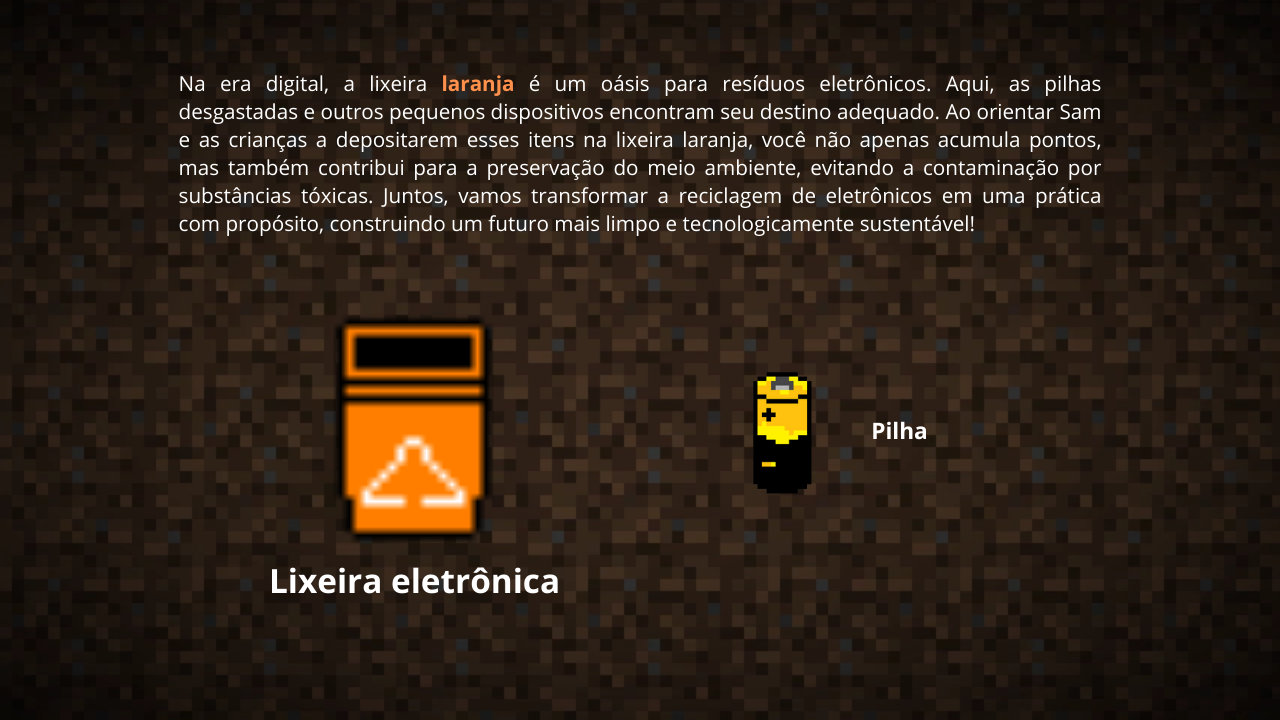 Na era digital, a lixeira laranja é um oásis para resíduos eletrônicos. Aqui, as pilhas
desgastadas e outros pequenos dispositivos encontram seu destino adequado. Ao orientar Sam
e as crianças a depositarem esses itens na lixeira laranja, você não apenas acumula pontos,
mas também contribui para a preservação do meio ambiente, evitando a contaminação por
substâncias tóxicas. Juntos, vamos transformar a reciclagem de eletrônicos em uma prática
com propósito, construindo um futuro mais limpo e tecnologicamente sustentável!
Pilha
Lixeira eletrônica